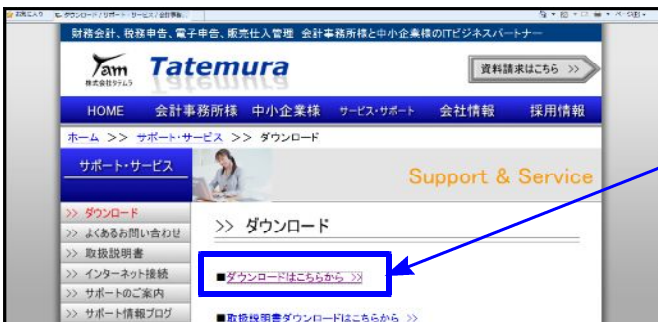 お気に入り
財務会計、税務申告、電子申告、販売仕入管理 会計事務所様と中小企業様のITビジネスパートナー
Tam
株式会社タテムラ
Tatemura
資料請求はこちら >>
HOME 会計事務所様 中小企業様 サービス・サポート 会社情報 採用情報
ホーム >> サポート・サービス >> ダウンロード
サポート・サービス
Support & Service
>> ダウンロード
>> よくあるお問い合わせ
>> 取扱説明書
>> インターネット接続
>> サポートのご案内
>> サポート情報ブログ
>> ダウンロード
■ダウンロードはこちらから >>
■取扱説明書ダウンロードはこちらから >>